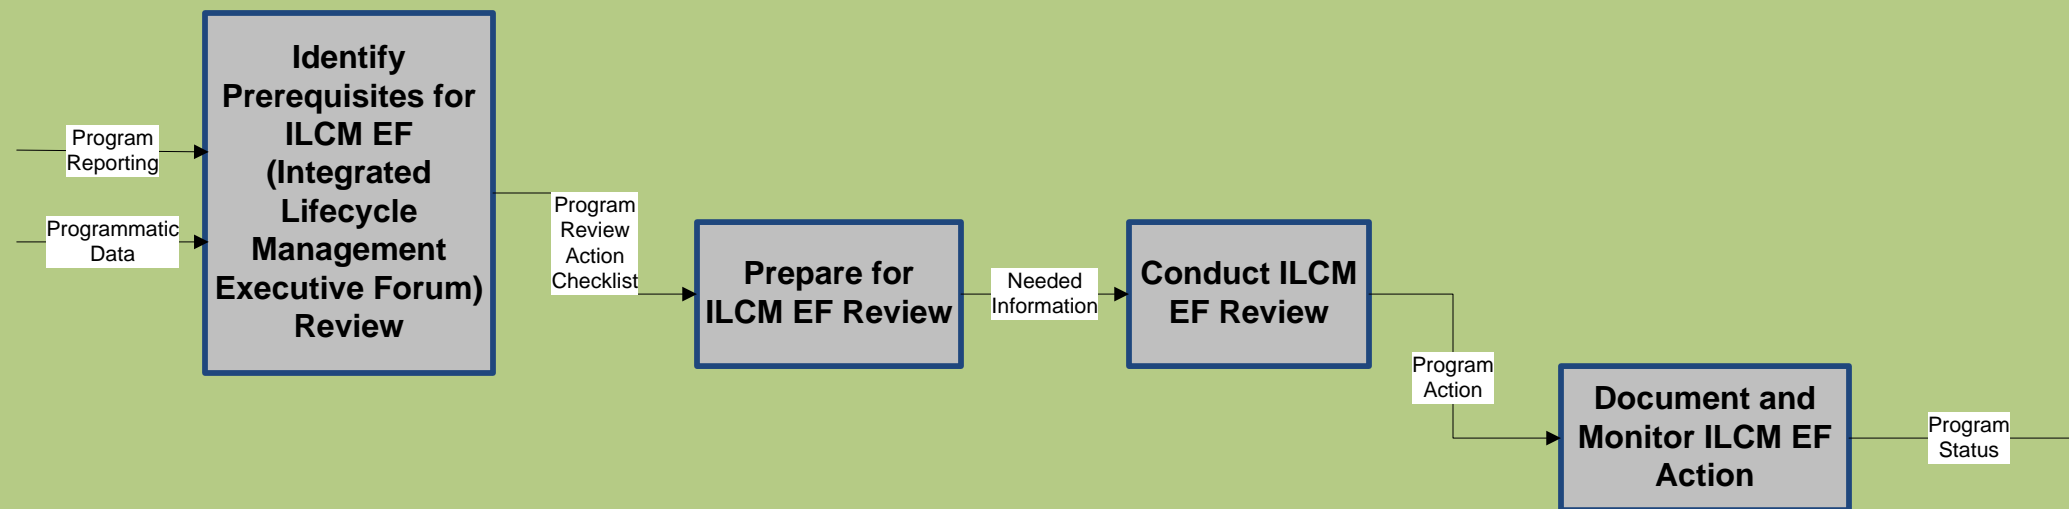 Program
Reporting
Programmatic
Data
Identify
Prerequisites for
ILCM EF
(Integrated
Lifecycle
Management
Executive Forum)
Review
Program
Review
Action
Checklist
Prepare for
ILCM EF Review
Needed
Information
Conduct ILCM
EF Review
Program
Action
Document and
Monitor ILCM EF
Action
Program
Status